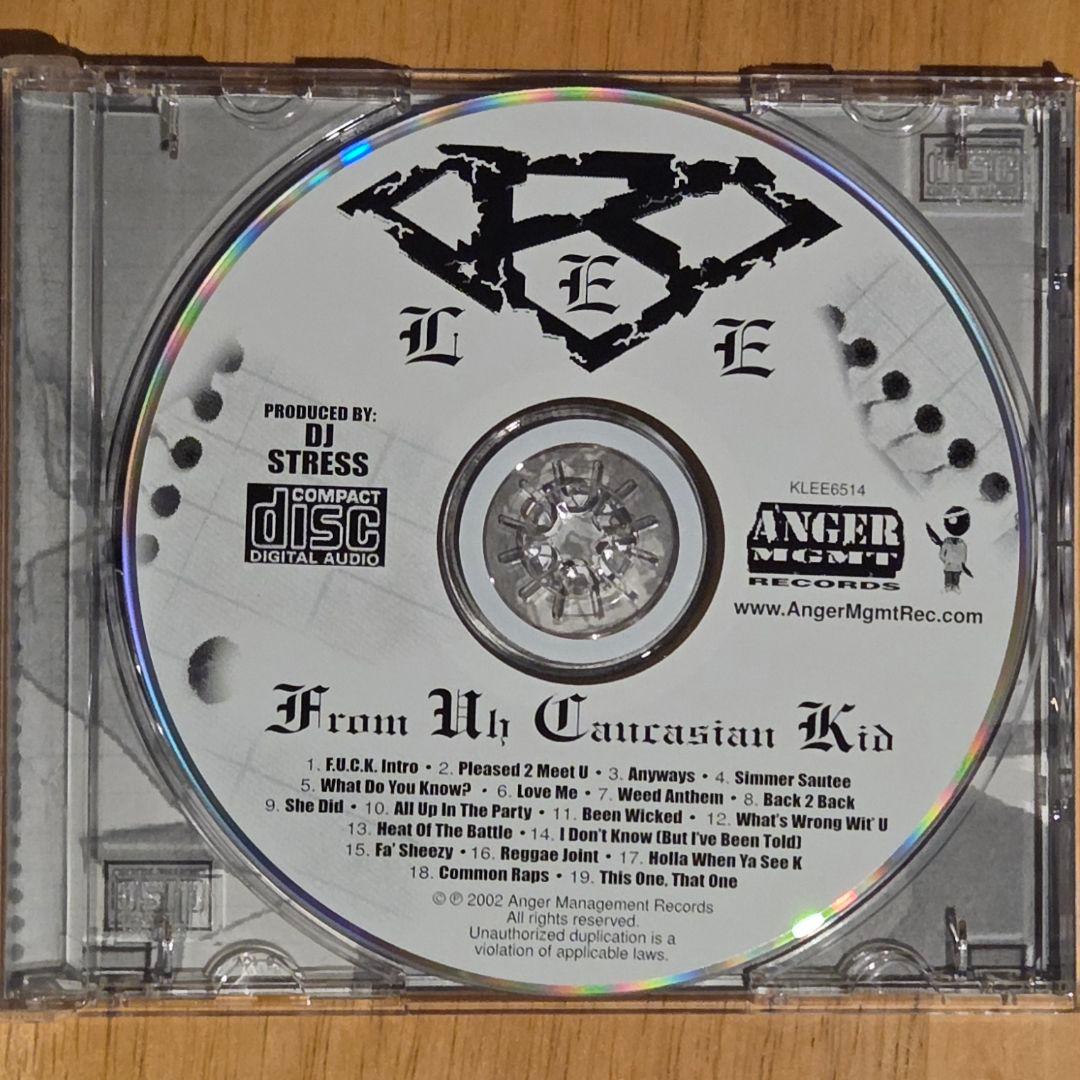 K
L E E
PRODUCED BY:
DJ
STRESS
COMPACT
disc
DIGITAL AUDIO
KLEE6514
ANGER
MGMT
RECORDS
www.AngerMgmtRec.com
From Uh Caucasian Kid
1. F.U.C.K. Intro • 2. Pleased 2 Meet U • 3. Anyways • 4. Simmer Sautee
5. What Do You Know? • 6. Love Me • 7. Weed Anthem • 8. Back 2 Back
9. She Did • 10. All Up In The Party • 11. Been Wicked • 12. What's Wrong Wit' U
13. Heat Of The Battle • 14. I Don't Know (But I've Been Told)
15. Fa' Sheezy • 16. Reggae Joint • 17. Holla When Ya See K
18. Common Raps • 19. This One, That One
© ℗ 2002 Anger Management Records
All rights reserved.
Unauthorized duplication is a
violation of applicable laws.
disc
DIGITAL AUDIO